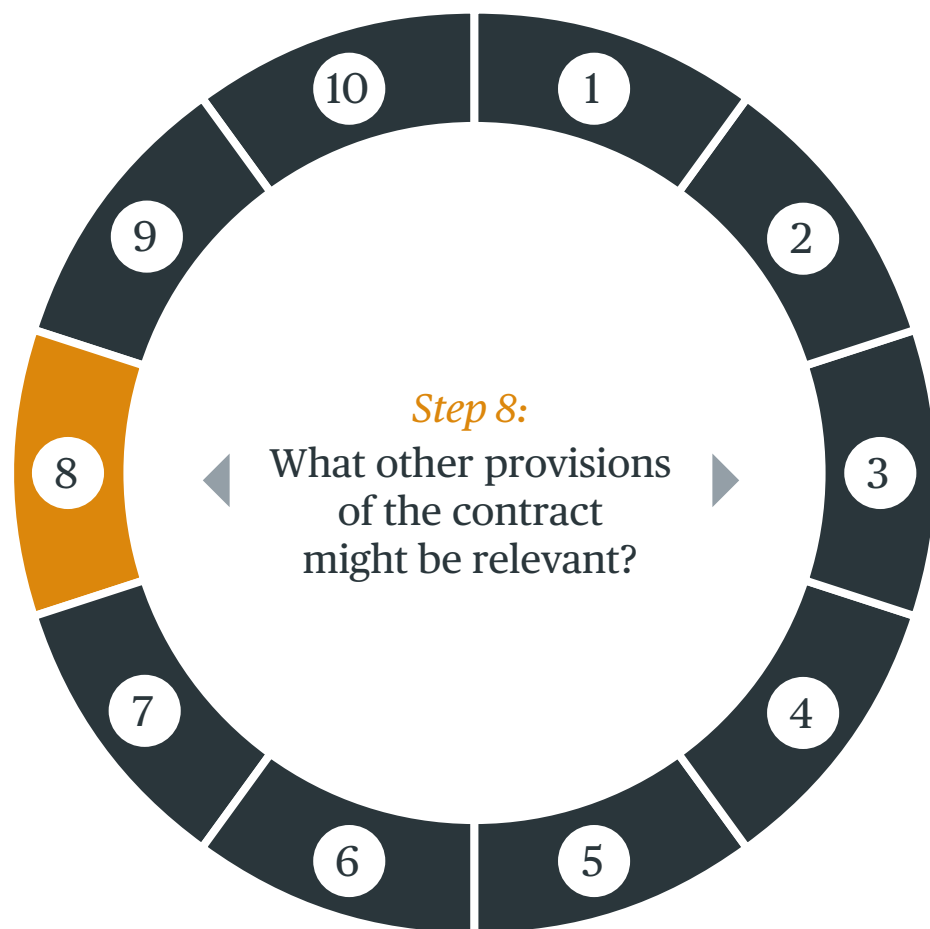 10
1
9
2
Step 8:
What other provisions
of the contract
might be relevant?
8
3
7
4
6
5